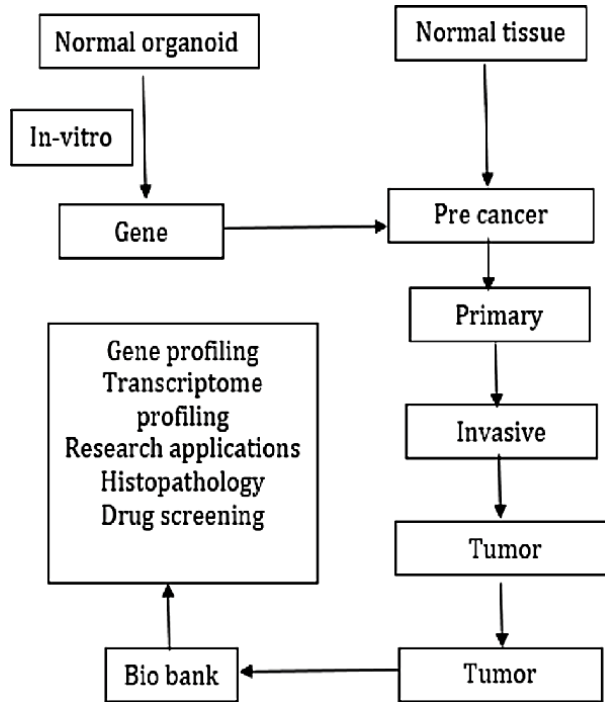 Normal organoid
Normal tissue
In-vitro
Gene
Pre cancer
Primary
Gene profiling
Transcriptome
profiling
Research applications
Histopathology
Drug screening
Invasive
Tumor
Bio bank
Tumor